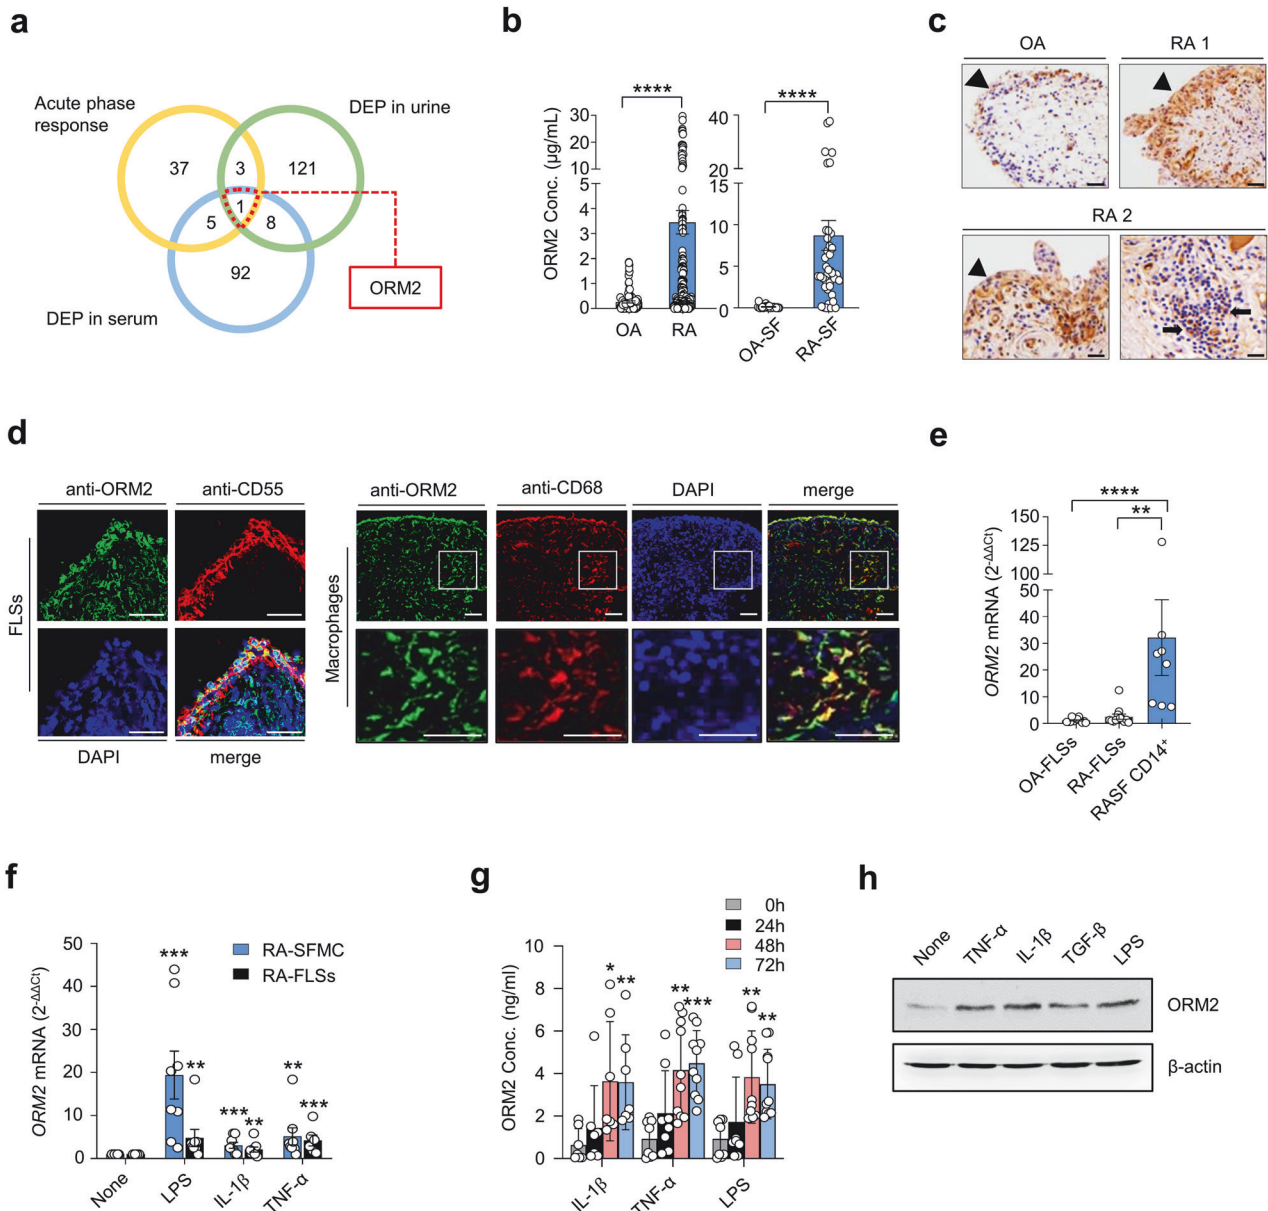 a
Acute phase
response
DEP in urine
37
3
121
5
1
8
92
DEP in serum
ORM2
b
ORM2 Conc. (µg/mL)
****
30
20
10
5
4
3
2
1
0
OA
RA
****
40
20
15
10
5
0
OA-SF
RA-SF
c
OA
RA 1
RA 2
d
FLSs
anti-ORM2
anti-CD55
DAPI
merge
Macrophages
anti-ORM2
anti-CD68
DAPI
merge
e
ORM2 mRNA (2-ΔΔCt)
****
**
150
125
100
50
40
30
20
10
0
OA-FLSs
RA-FLSs
RASF CD14+
f
ORM2 mRNA (2-ΔΔCt)
50
40
30
20
10
0
RA-SFMC
RA-FLSs
***
**
***
**
**
***
None
LPS
IL-1β
TNF-α
g
0h
24h
48h
72h
ORM2 Conc. (ng/ml)
10
8
6
4
2
0
*
**
**
***
**
**
IL-1β
TNF-α
LPS
h
None
TNF-α
IL-1β
TGF-β
LPS
ORM2
β-actin